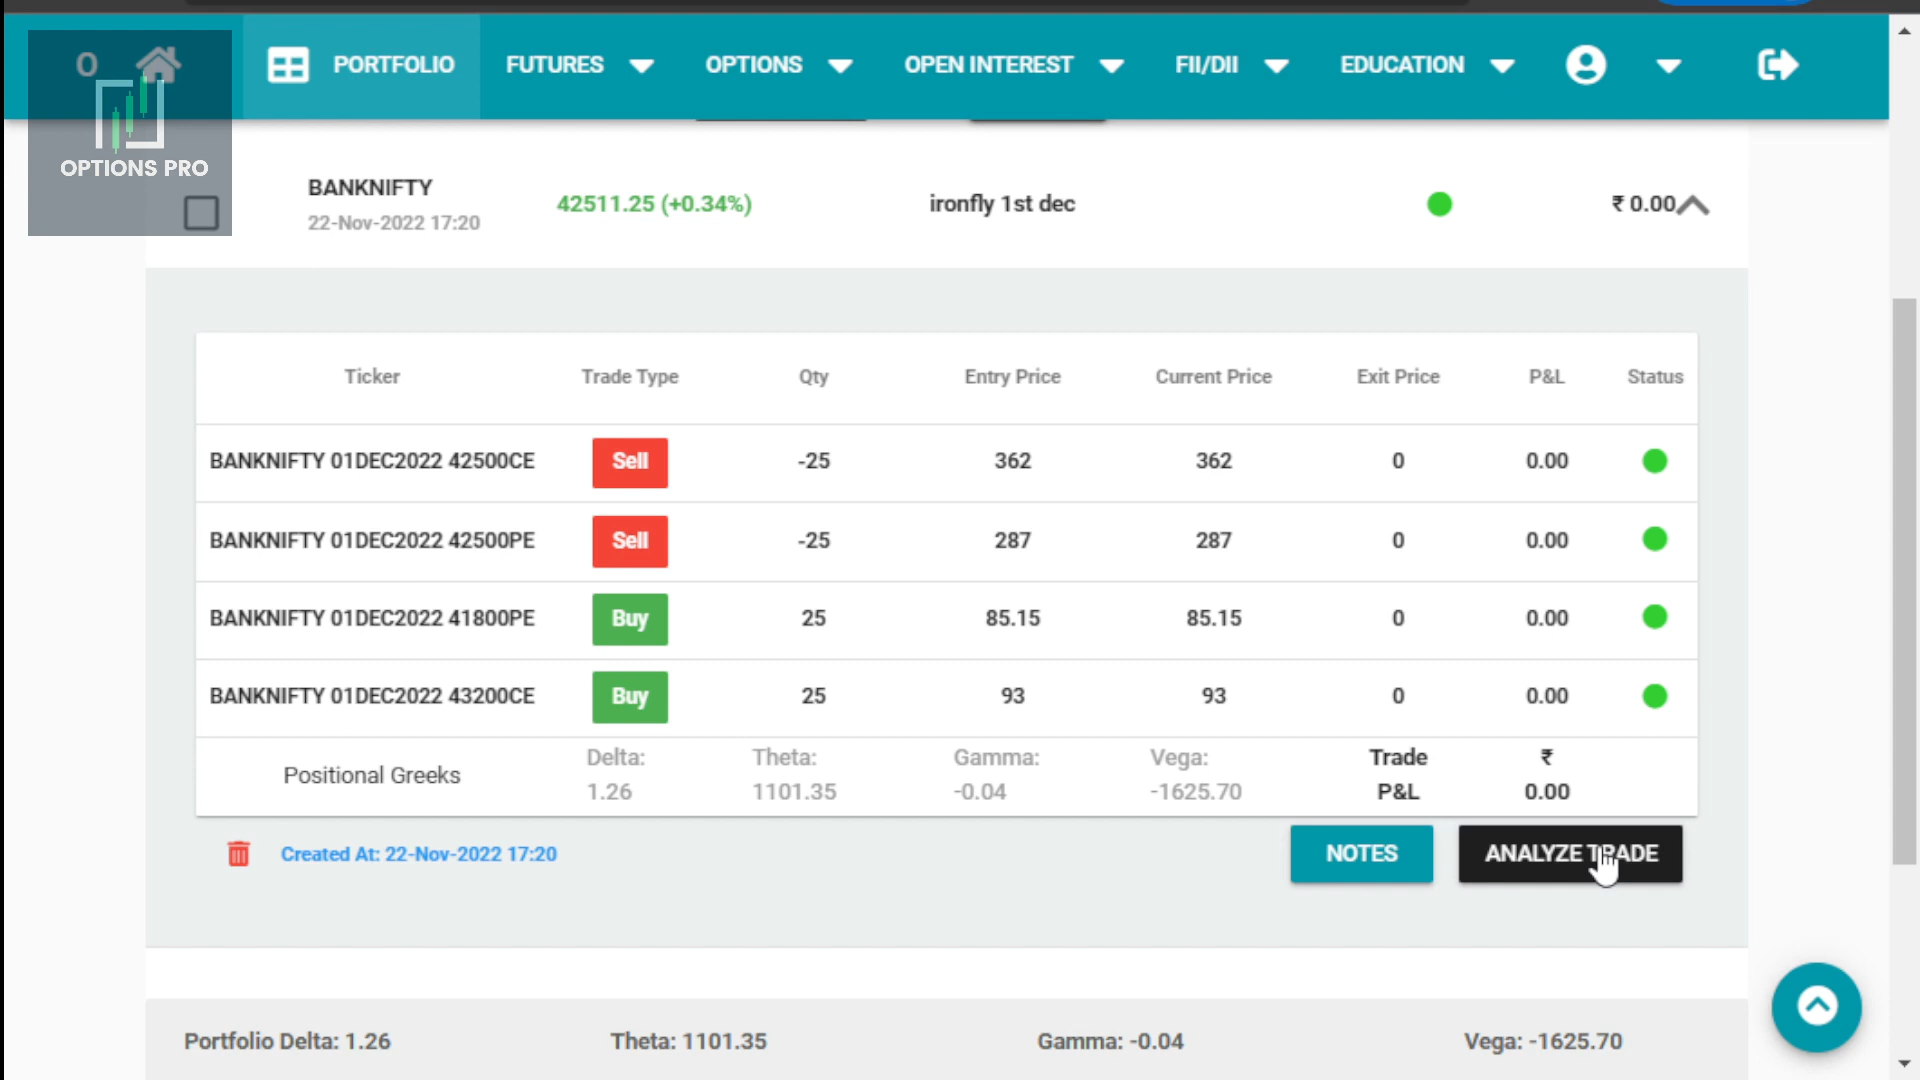 PORTFOLIO FUTURES OPTIONS OPEN INTEREST FII/DII EDUCATION
OPTIONS PRO
BANKNIFTY
22-Nov-2022 17:20
42511.25 (+0.34%)
ironfly 1st dec
₹ 0.00
Ticker Trade Type Qty Entry Price Current Price Exit Price P&L Status
BANKNIFTY 01DEC2022 42500CE Sell -25 362 362 0 0.00
BANKNIFTY 01DEC2022 42500PE Sell -25 287 287 0 0.00
BANKNIFTY 01DEC2022 41800PE Buy 25 85.15 85.15 0 0.00
BANKNIFTY 01DEC2022 43200CE Buy 25 93 93 0 0.00
Positional Greeks
Delta: Theta: Gamma: Vega: Trade ₹
1.26 1101.35 -0.04 -1625.70 P&L 0.00
Created At: 22-Nov-2022 17:20
NOTES
ANALYZE TRADE
Portfolio Delta: 1.26 Theta: 1101.35 Gamma: -0.04 Vega: -1625.70